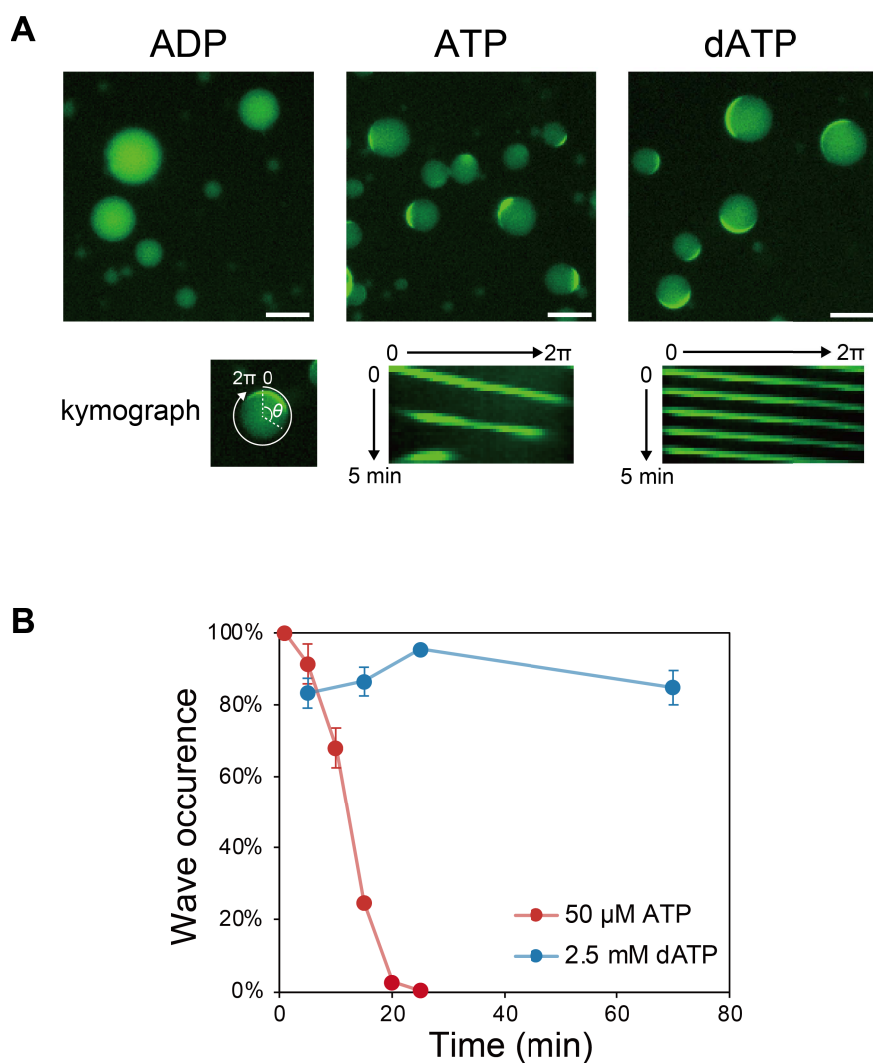 A
ADP ATP dATP
0 2π 0 2π
kymograph 2π 0 θ 0 0
5 min 5 min
B
100%
80%
60%
40%
20%
0%
Wave occurence
50 μM ATP
2.5 mM dATP
0 20 40 60 80
Time (min)